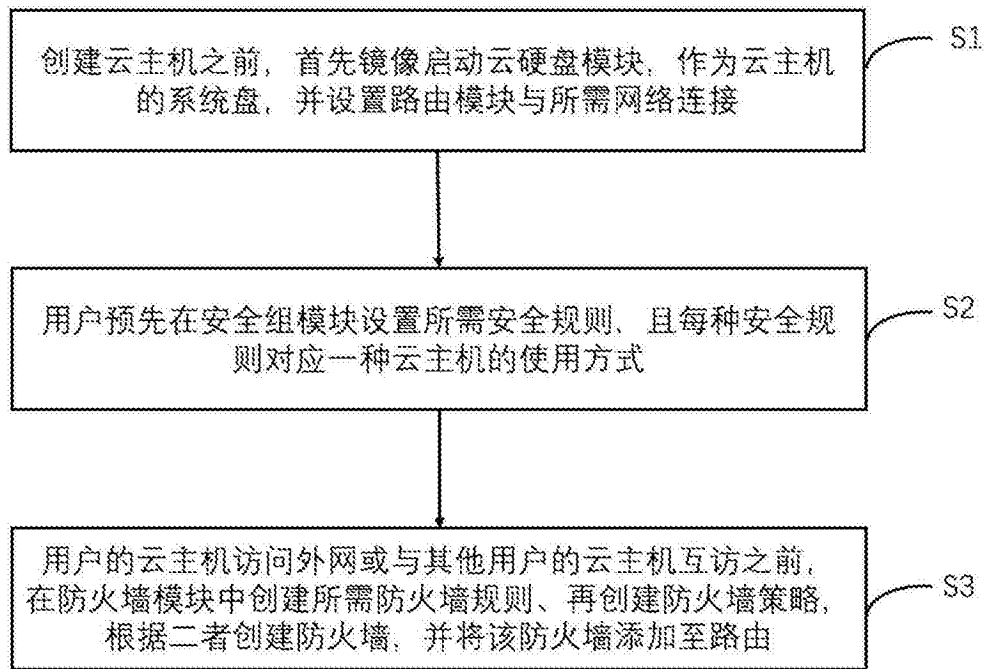 创建云主机之前，首先镜像启动云硬盘模块，作为云主机
的系统盘，并设置路由模块与所需网络连接
S1
用户预先在安全组模块设置所需安全规则，且每种安全规
则对应一种云主机的使用方式
S2
用户的云主机访问外网或与其他用户的云主机互访之前，
在防火墙模块中创建所需防火墙规则、再创建防火墙策略，
根据二者创建防火墙，并将该防火墙添加至路由
S3